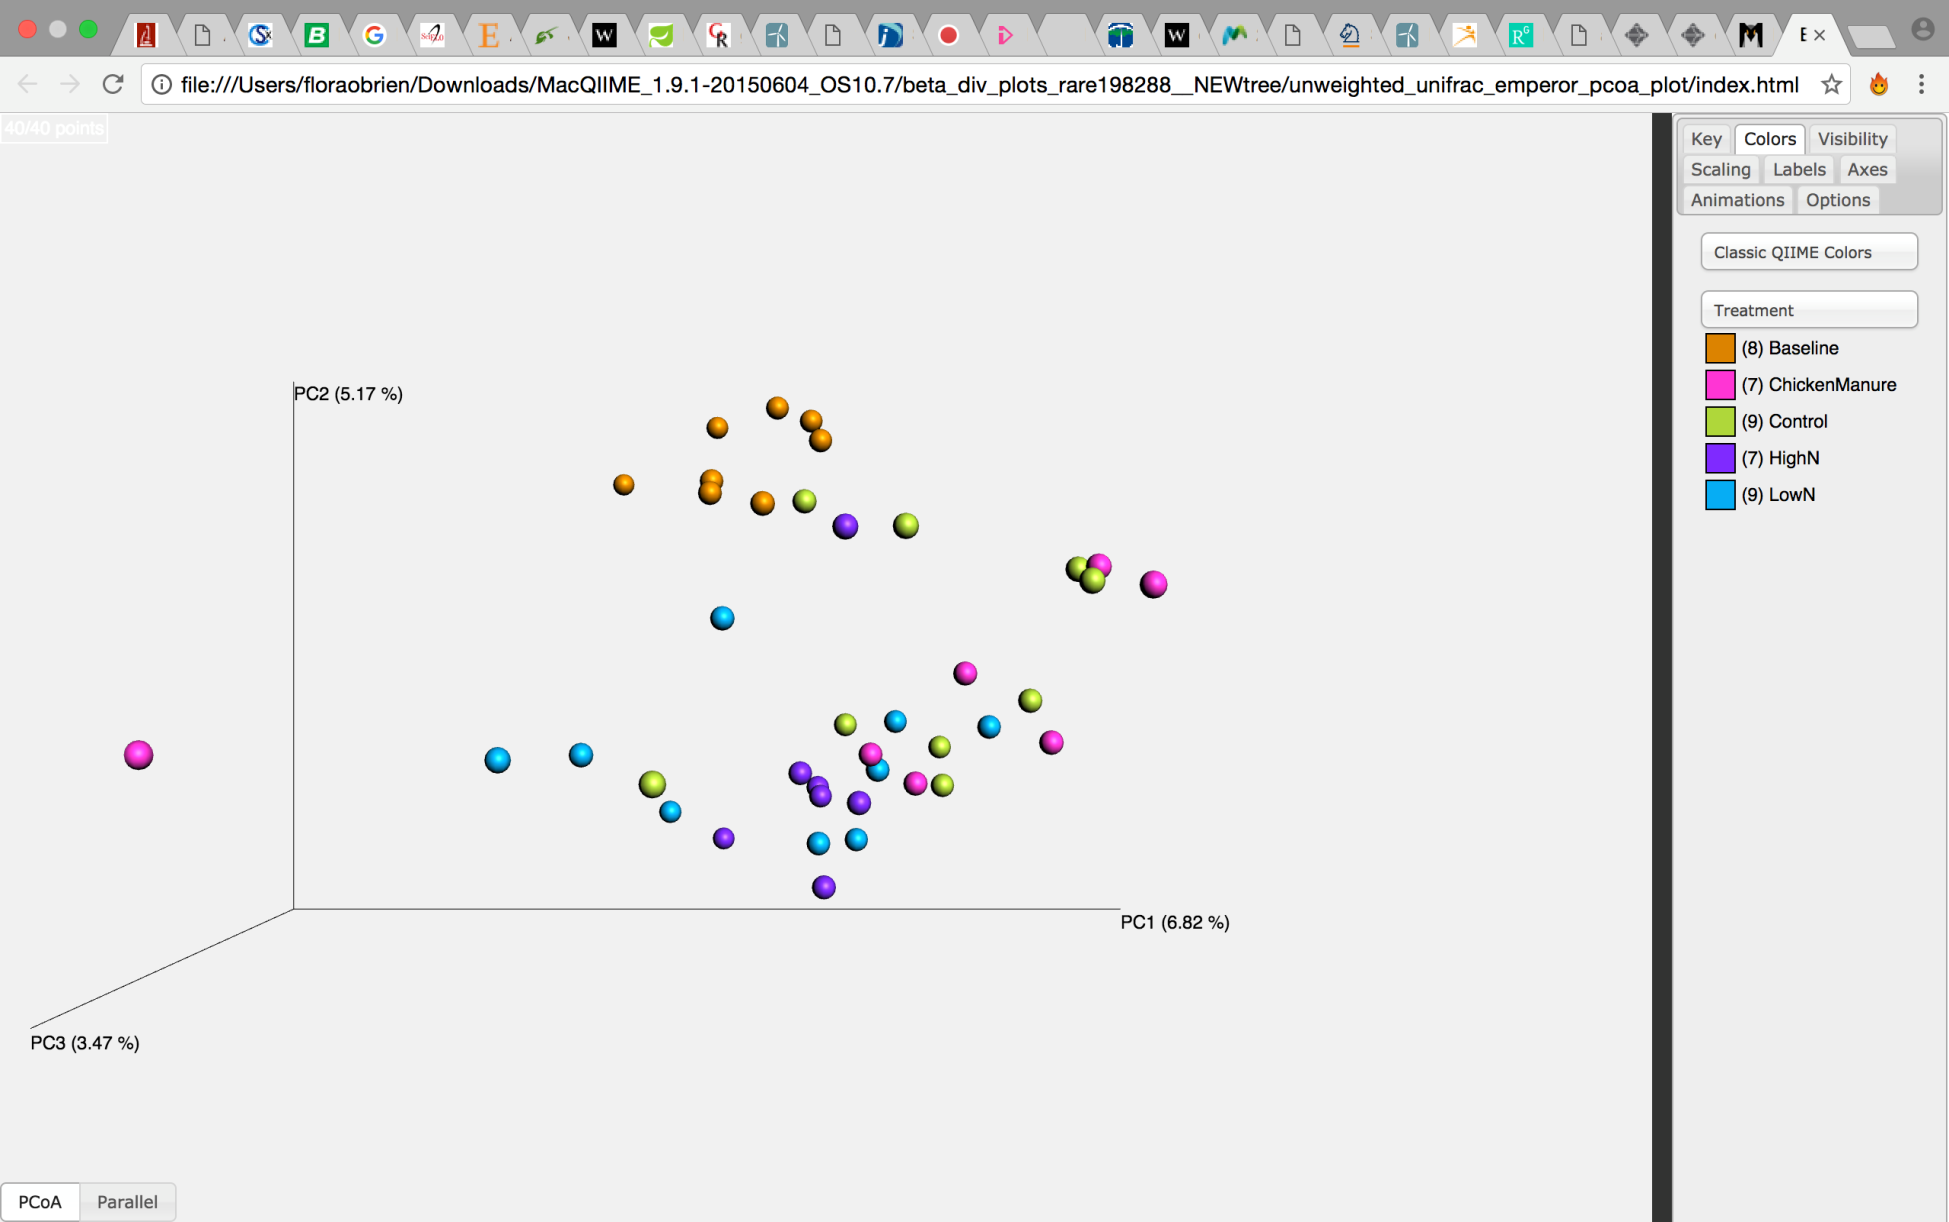 file:///Users/floraobrien/Downloads/MacQIIME_1.9.1-20150604_OS10.7/beta_div_plots_rare198288__NEWtree/unweighted_unifrac_emperor_pcoa_plot/index.html
40/40 points
Key Colors Visibility
Scaling Labels Axes
Animations Options
Classic QIIME Colors
Treatment
(8) Baseline
(7) ChickenManure
(9) Control
(7) HighN
(9) LowN
PC2 (5.17 %)
PC1 (6.82 %)
PC3 (3.47 %)
PCoA Parallel